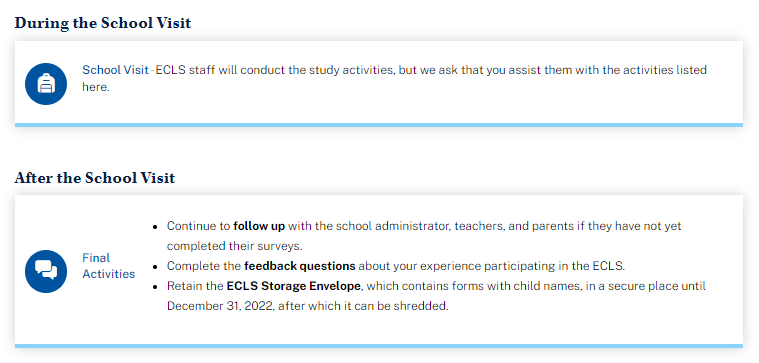 During the School Visit
School Visit - ECLS staff will conduct the study activities, but we ask that you assist them with the activities listed
here.
After the School Visit
Final
Activities
• Continue to follow up with the school administrator, teachers, and parents if they have not yet
completed their surveys.
• Complete the feedback questions about your experience participating in the ECLS.
• Retain the ECLS Storage Envelope, which contains forms with child names, in a secure place until
December 31, 2022, after which it can be shredded.